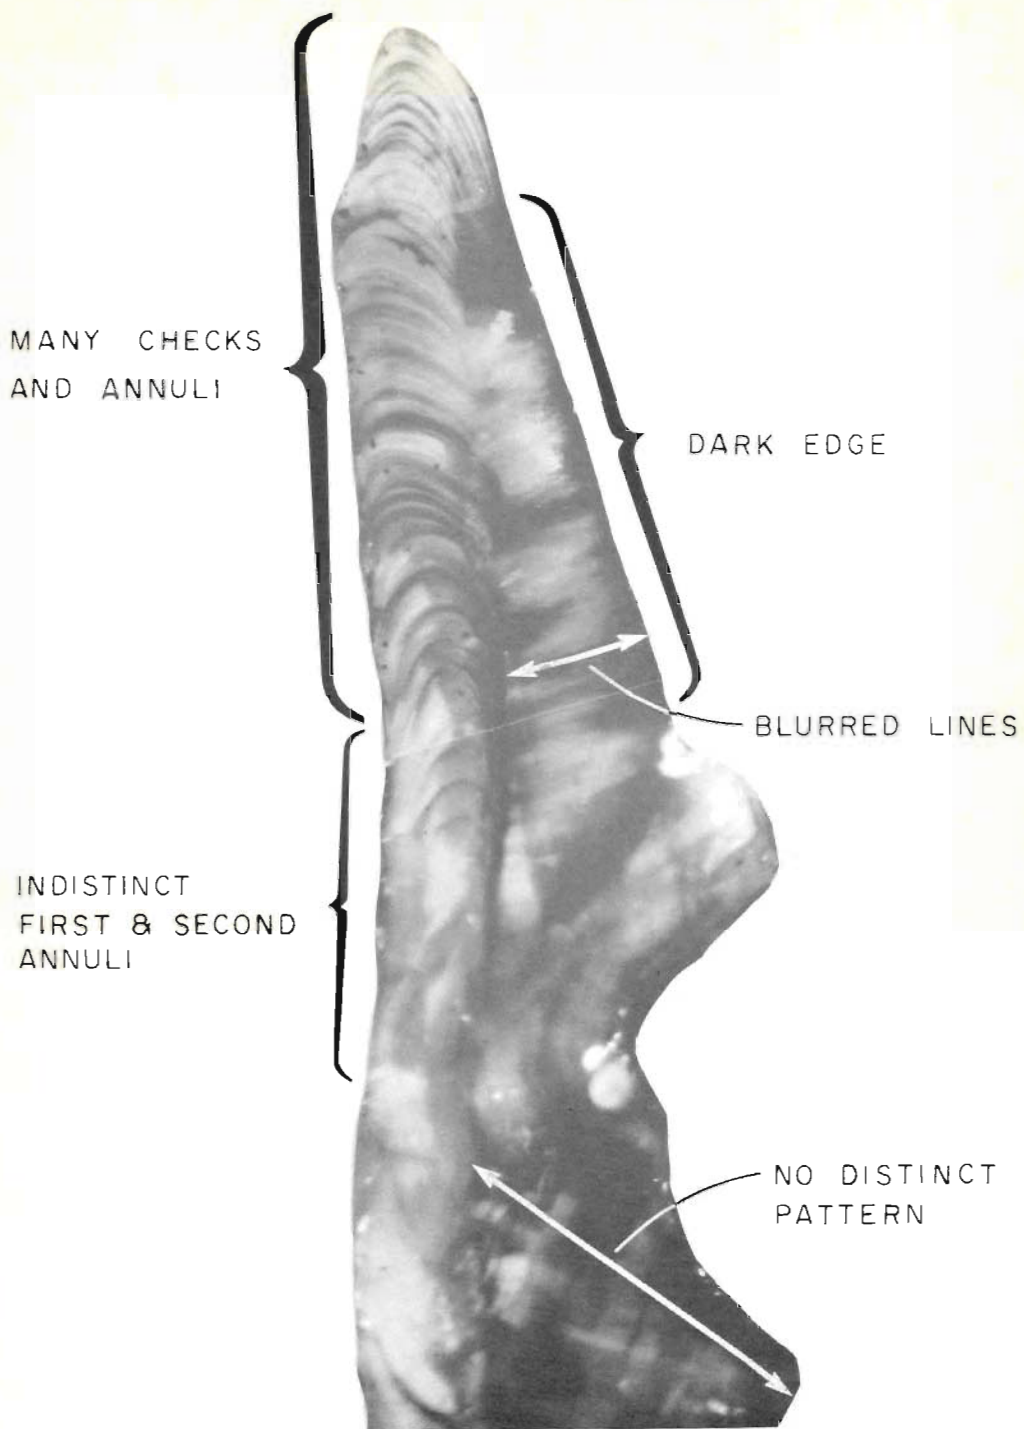 MANY CHECKS
AND ANNULI
DARK EDGE
BLURRED LINES
INDISTINCT
FIRST & SECOND
ANNULI
NO DISTINCT
PATTERN